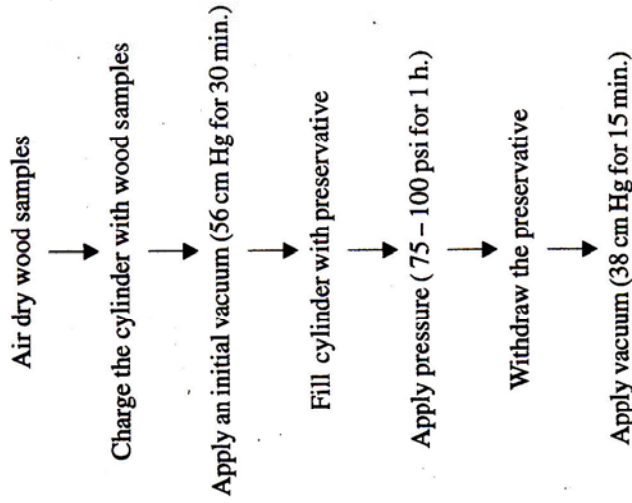 Air dry wood samples
Charge the cylinder with wood samples
Apply an initial vacuum (56 cm Hg for 30 min.)
Fill cylinder with preservative
Apply pressure ( 75 – 100 psi for 1 h.)
Withdraw the preservative
Apply vacuum (38 cm Hg for 15 min.)